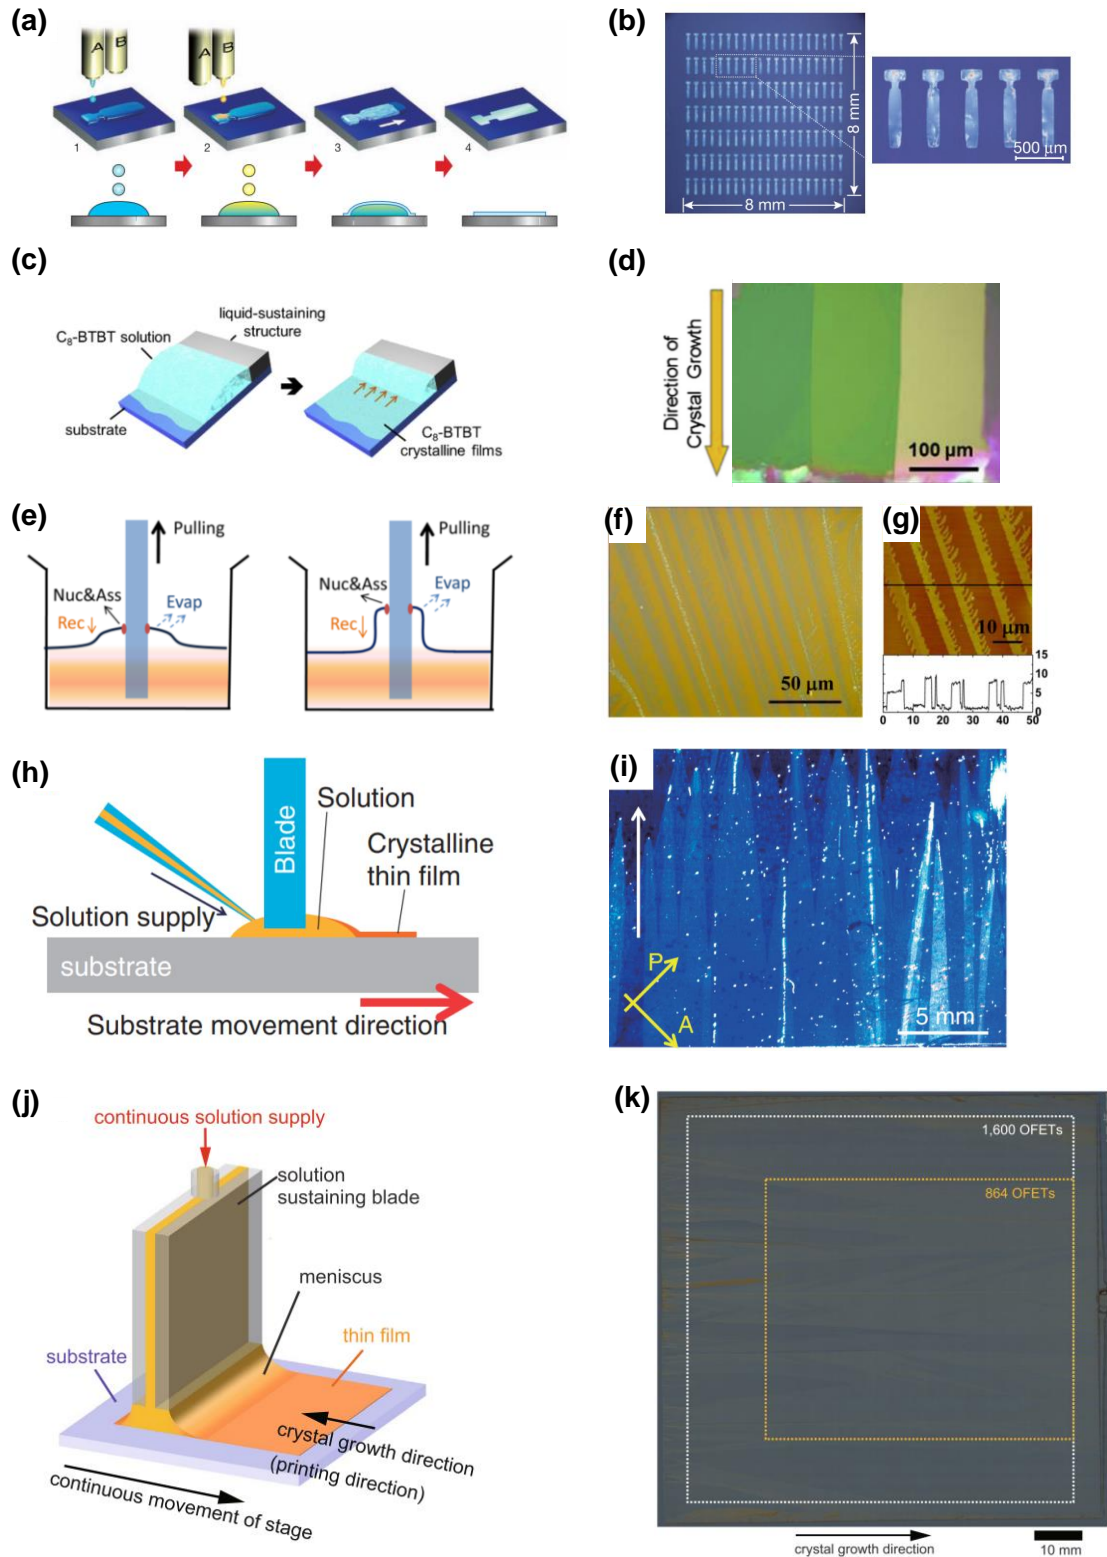 (a)
A B
A B
1
2
3
4
(b)
8 mm
8 mm
500 µm
(c)
liquid-sustaining
structure
C₈-BTBT solution
substrate
C₈-BTBT
crystalline films
(d)
Direction of
Crystal Growth
100 µm
(e)
Pulling
Nuc&Ass
Evap
Rec
Pulling
Nuc&Ass
Evap
Rec
(f)
50 µm
(g)
10 µm
15
10
5
0
0 10 20 30 40 50
(h)
Blade
Solution
Crystalline
thin film
Solution supply
substrate
Substrate movement direction
(i)
P
A
5 mm
(j)
continuous solution supply
solution
sustaining blade
meniscus
thin film
substrate
crystal growth direction
(printing direction)
continuous movement of stage
(k)
1,600 OFETs
864 OFETs
crystal growth direction
10 mm